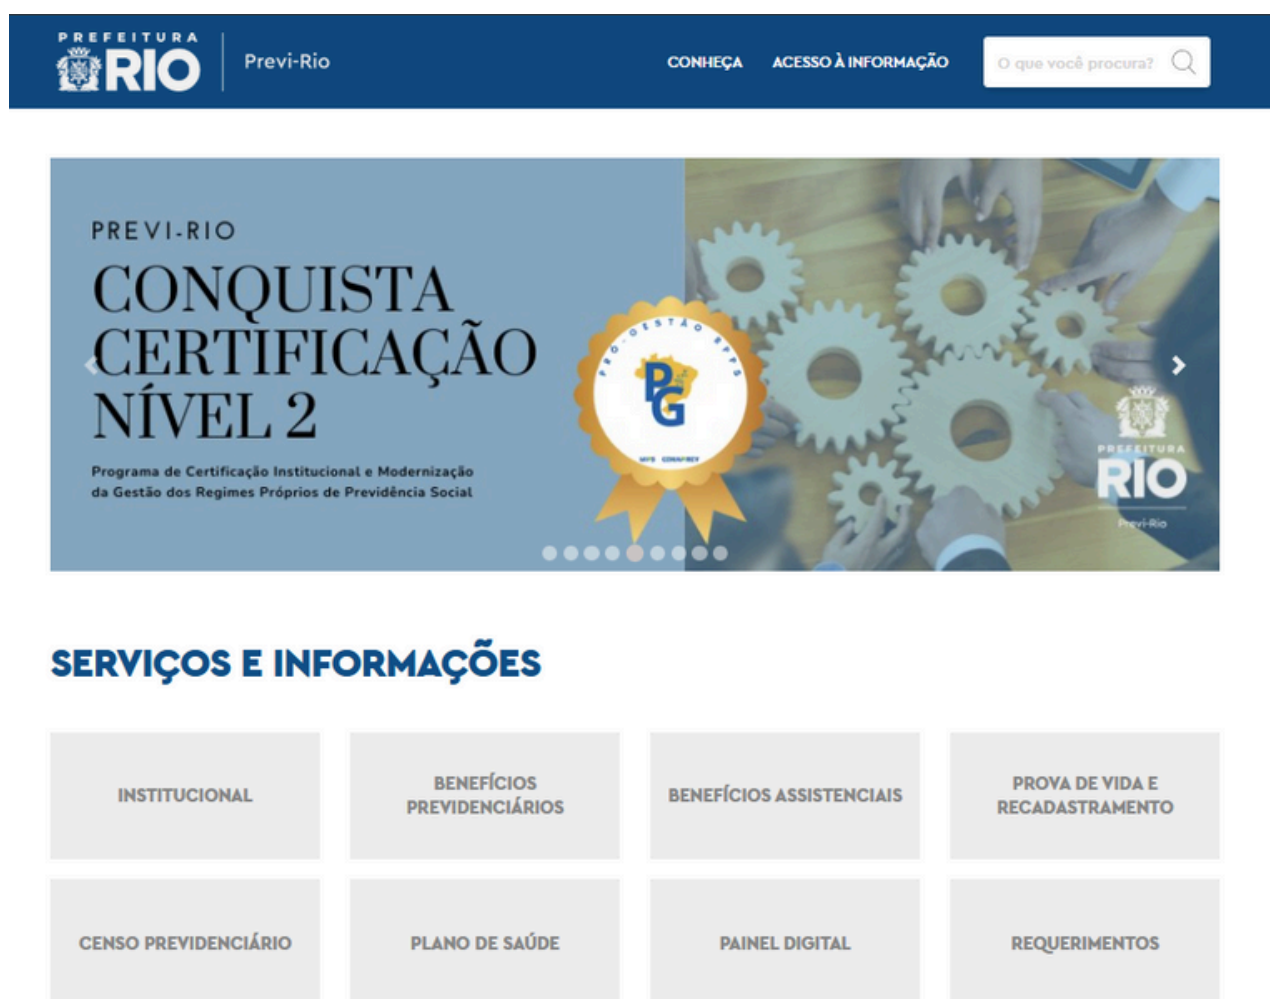 PREFEITURA
RIO
Previ-Rio
CONHEÇA
ACESSO À INFORMAÇÃO
O que você procura?
PREVI-RIO
CONQUISTA
CERTIFICAÇÃO
NÍVEL 2
Programa de Certificação Institucional e Modernização
da Gestão dos Regimes Próprios de Previdência Social
PRÓ-GESTÃO RPPS
PG
PREFEITURA
RIO
Previ-Rio
SERVIÇOS E INFORMAÇÕES
INSTITUCIONAL
BENEFÍCIOS
PREVIDENCIÁRIOS
BENEFÍCIOS ASSISTENCIAIS
PROVA DE VIDA E
RECADASTRAMENTO
CENSO PREVIDENCIÁRIO
PLANO DE SAÚDE
PAINEL DIGITAL
REQUERIMENTOS